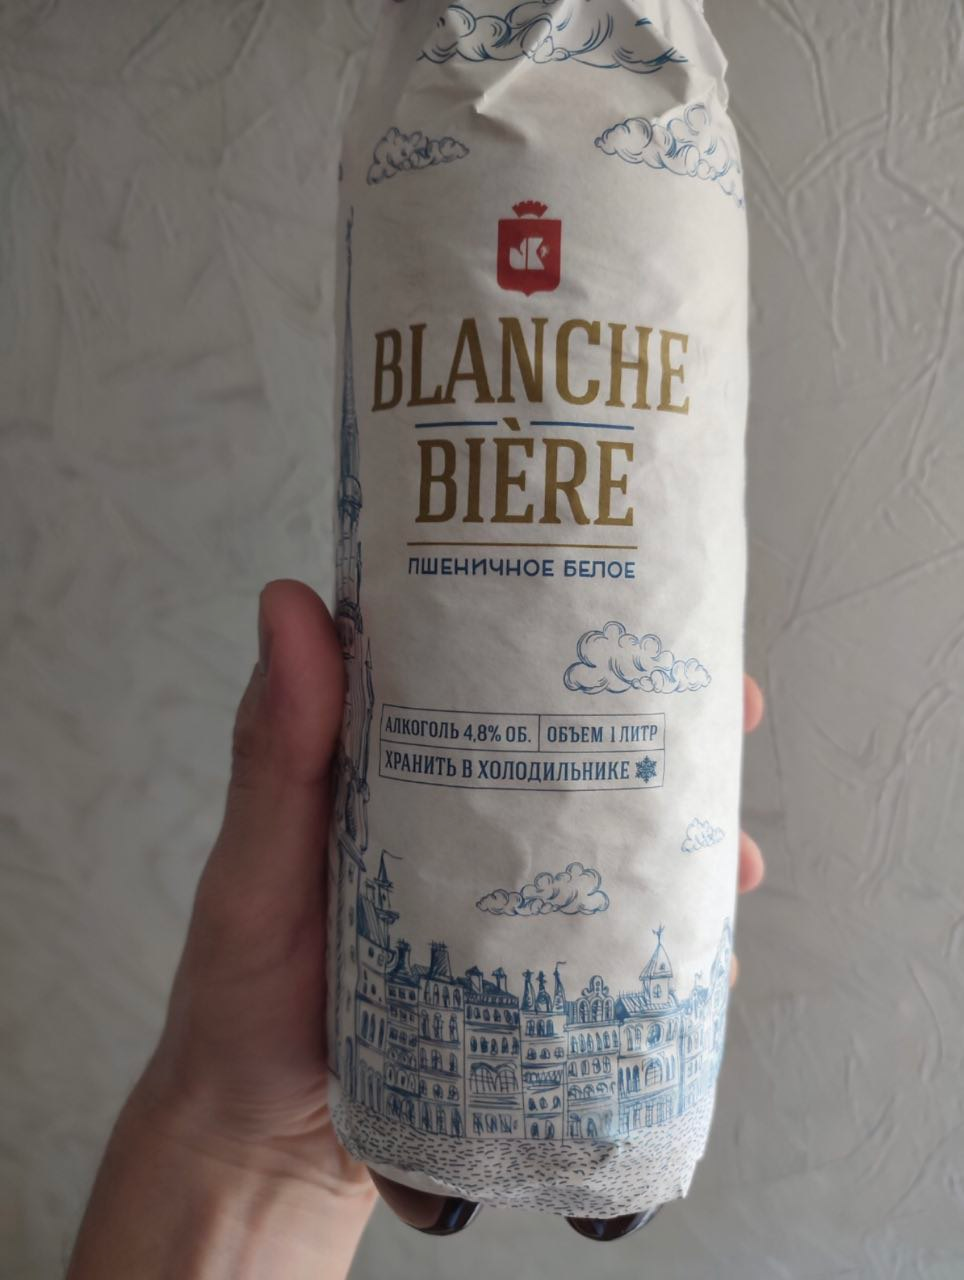 BLANCHE
BIÈRE
ПШЕНИЧНОЕ БЕЛОЕ
АЛКОГОЛЬ 4,8% ОБ. ОБЪЕМ 1 ЛИТР
ХРАНИТЬ В ХОЛОДИЛЬНИКЕ